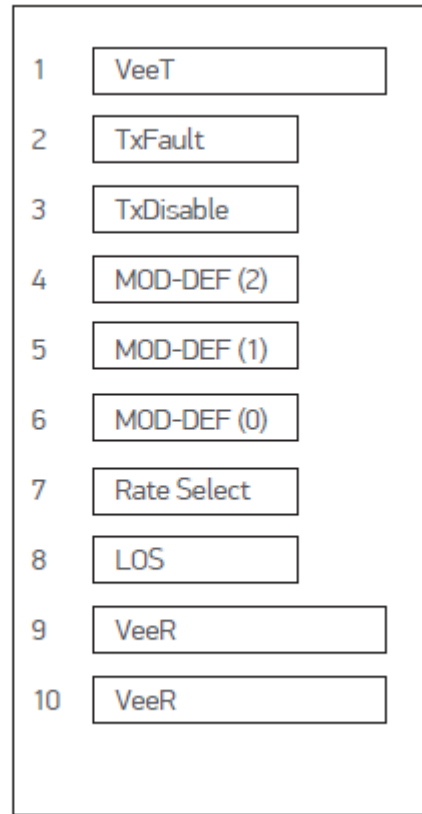 1 VeeT
2 TxFault
3 TxDisable
4 MOD-DEF (2)
5 MOD-DEF (1)
6 MOD-DEF (0)
7 Rate Select
8 LOS
9 VeeR
10 VeeR